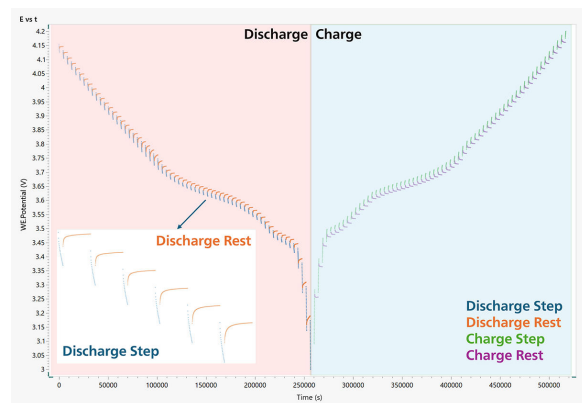 E vs t
Discharge Charge
4.2
4.15
4.1
4.05
4
3.95
3.9
3.85
3.8
3.75
3.7
3.65
3.6
3.55
3.5
3.45
3.4
3.35
3.3
3.25
3.2
3.15
3.1
3.05
3
WE.Potential (V)
Discharge Rest
Discharge Step
Discharge Step
Discharge Rest
Charge Step
Charge Rest
0 50000 100000 150000 200000 250000 300000 350000 400000 450000 500000
Time (s)